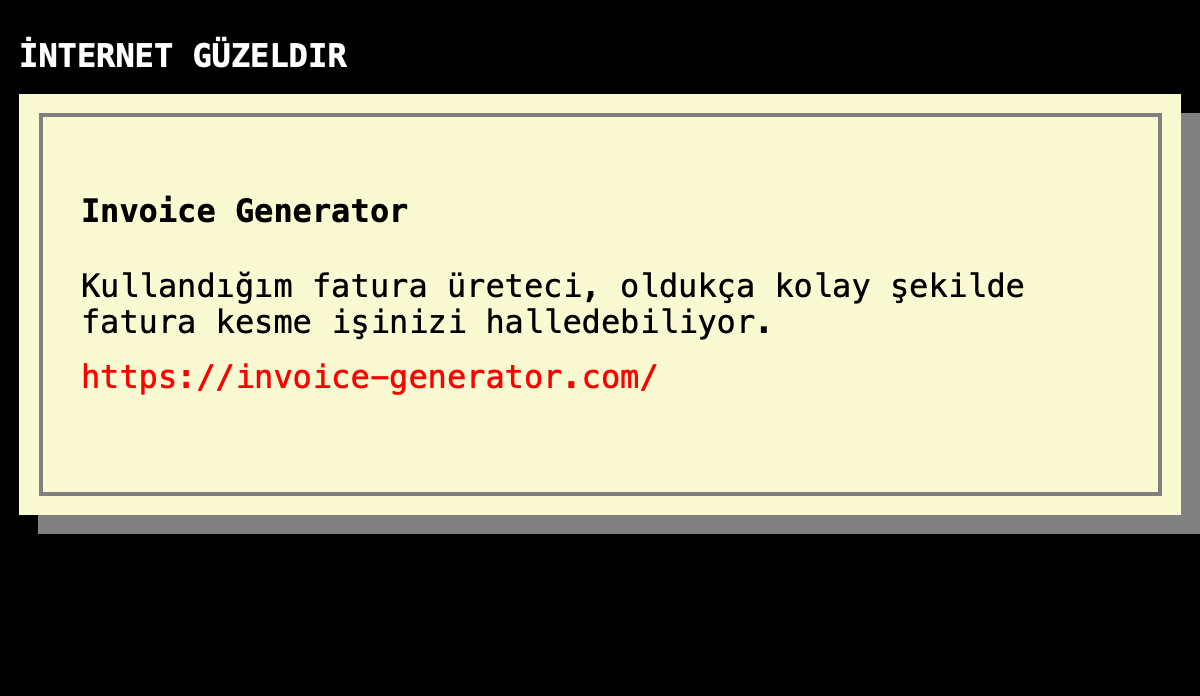 İNTERNET GÜZELDIR
Invoice Generator
Kullandığım fatura üreteci, oldukça kolay şekilde
fatura kesme işinizi halledebiliyor.
https://invoice-generator.com/